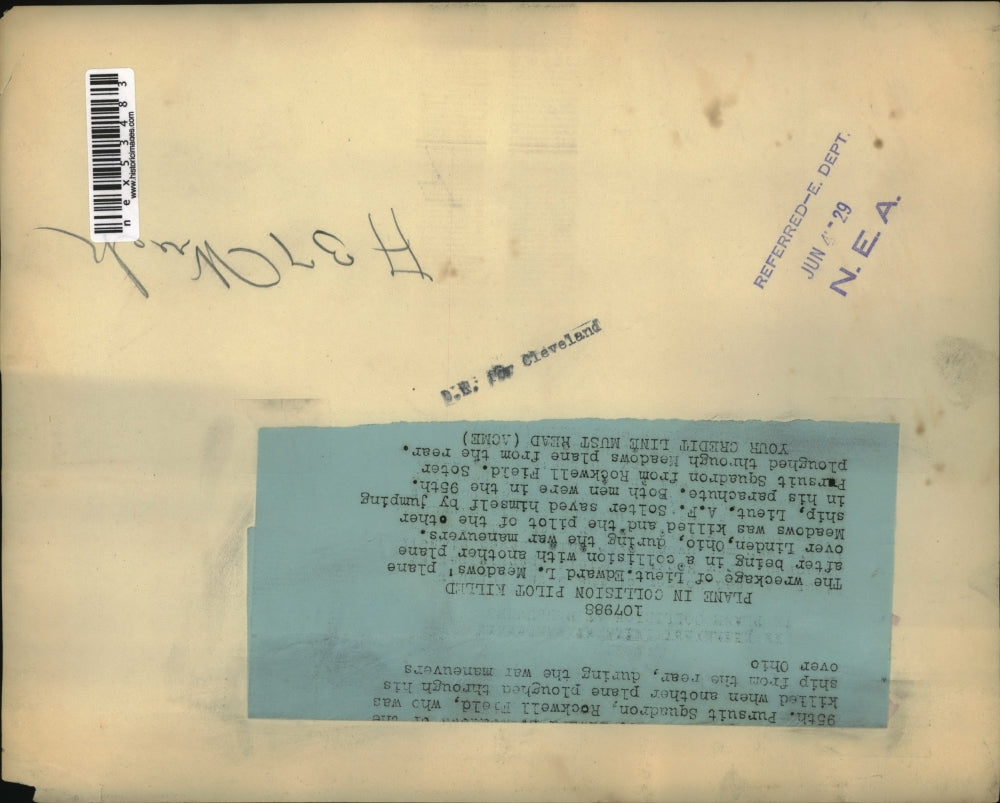 nex53483
www.historicimages.com
REFERRED—E. DEPT.
JUN 4 - 29
N. E. A.
H 37
for Cleveland
95th. Pursuit Squadron, Rockwell Field, who was
killed when another plane ploughed through his
ship from the rear, during the war maneuvers
over Ohio
107988
PLANE IN COLLISION PILOT KILLED
The wreckage of Lieut.Edward L. Meadows' plane
after being in a collision with another plane
over Linden,Ohio, during the war maneuvers.
Meadows was killed and the pilot of the other
ship, Lieut. A.F. Solter saved himself by jumping
in his parachute. Both men were in the 95th.
Pursuit Squadron from Rockwell Field. Soter
ploughed through Meadows plane from the rear.
YOUR CREDIT LINE MUST READ (ACME)